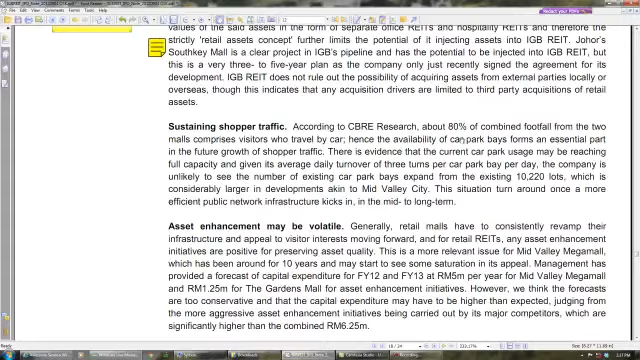 values of the said assets in the form of separate office REITs and hospitality REITs and therefore the
strictly 'retail assets concept' further limits the potential of it injecting assets into IGB REIT. Johor's
Southkey Mall is a clear project in IGB's pipeline and has the potential to be injected into IGB REIT, but
this is a very three- to five-year plan as the company only just recently signed the agreement for its
development. IGB REIT does not rule out the possibility of acquiring assets from external parties locally or
overseas, though this indicates that any acquisition drivers are limited to third party acquisitions of retail
assets.
Sustaining shopper traffic. According to CBRE Research, about 80% of combined footfall from the two
malls comprises visitors who travel by car; hence the availability of car park bays forms an essential part
in the future growth of shopper traffic. There is evidence that the current car park usage may be reaching
full capacity and given its average daily turnover of three turns per car park bay per day, the company is
unlikely to see the number of existing car park bays expand from the existing 10,220 lots, which is
considerably larger in developments akin to Mid Valley City. This situation turn around once a more
efficient public network infrastructure kicks in, in the mid- to long-term.
Asset enhancement may be volatile. Generally, retail malls have to consistently revamp their
infrastructure and appeal to visitor interests moving forward, and for retail REITs, any asset enhancement
initiatives are positive for preserving asset quality. This is a more relevant issue for Mid Valley Megamall,
which has been around for 10 years and may start to see some saturation in its appeal. Management has
provided a forecast of capital expenditure for FY12 and FY13 at RM5m per year for Mid Valley Megamall
and RM1.25m for The Gardens Mall for asset enhancement initiatives. However, we think the forecasts
are too conservative and that the capital expenditure may have to be higher than expected, judging from
the more aggressive asset enhancement initiatives being carried out by its major competitors, which are
significantly higher than the combined RM6.25m.